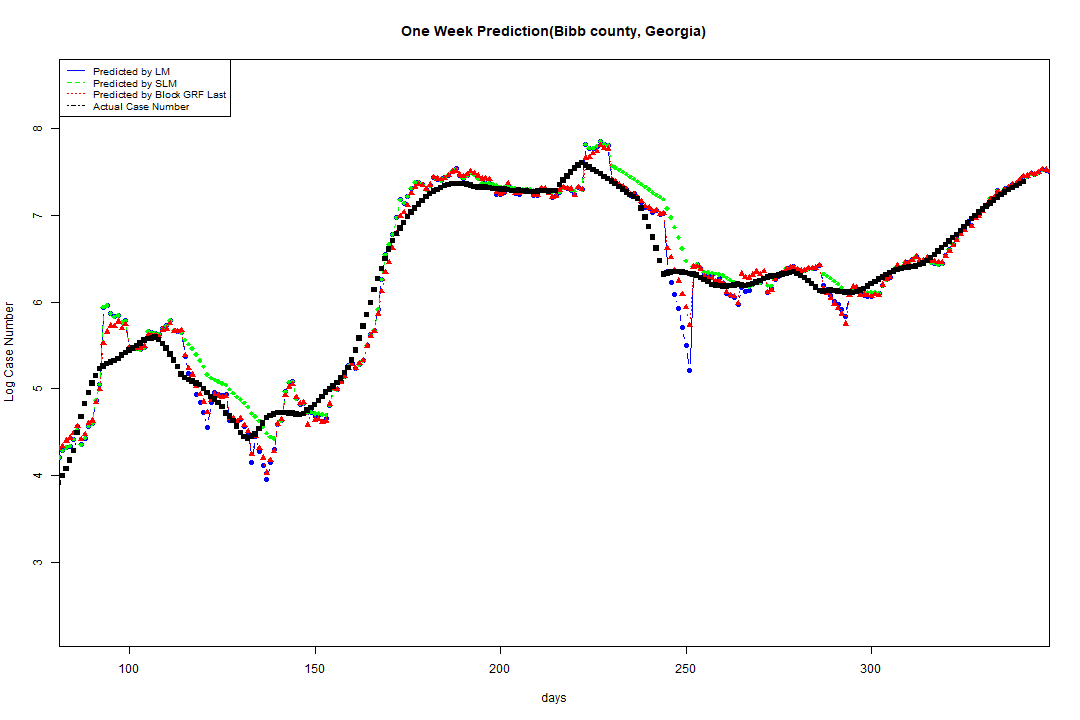 One Week Prediction(Bibb county, Georgia)
Predicted by LM
Predicted by SLM
Predicted by Block GRF Last
Actual Case Number
8
7
6
5
4
3
Log Case Number
100 150 200 250 300
days